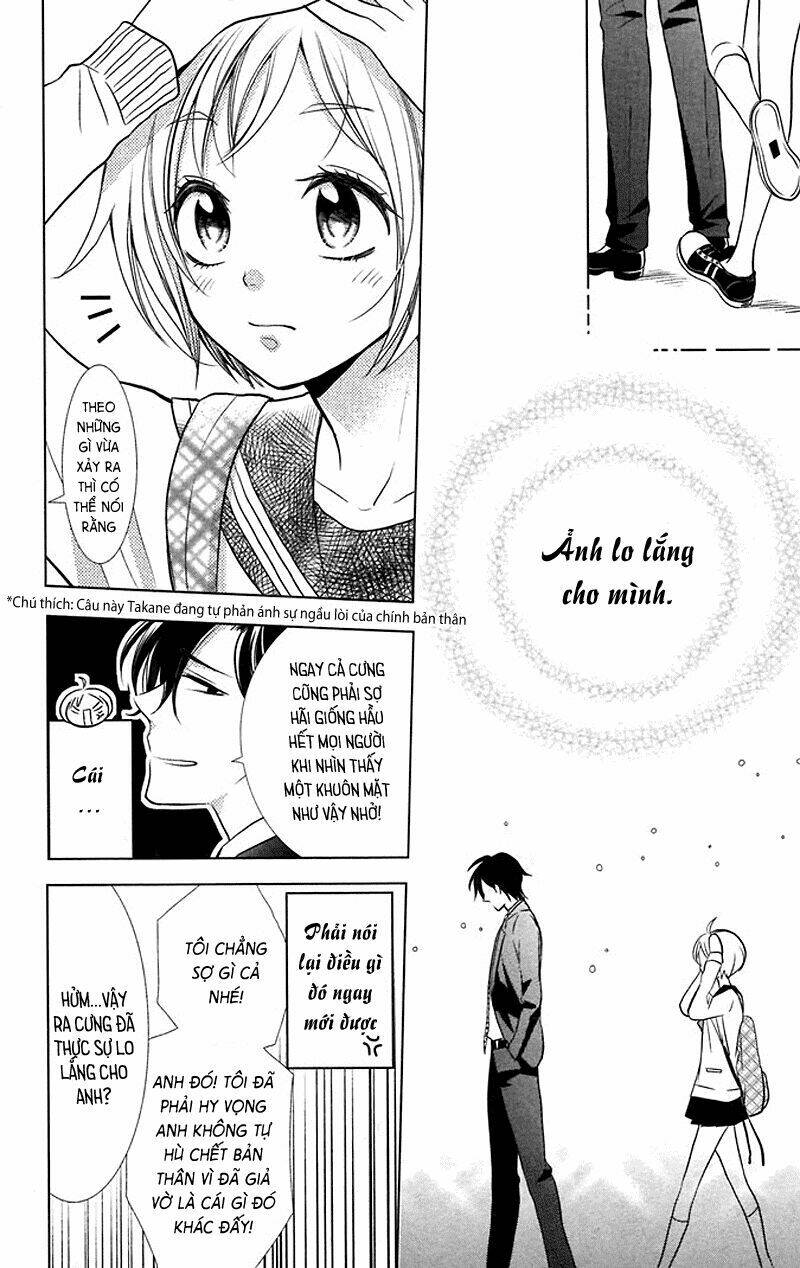 Ảnh lo lắng
cho mình.
THEO
NHỮNG
GÌ VỪA
XẢY RA
THÌ CÓ
THỂ NÓI
RẰNG
*Chú thích: Câu này Takane đang tự phản ánh sự ngầu lòi của chính bản thân
NGAY CẢ CƯNG
CŨNG PHẢI SỢ
HÃI GIỐNG HẦU
HẾT MỌI NGƯỜI
KHI NHÌN THẤY
MỘT KHUÔN MẶT
NHƯ VẬY NHỞ!
Cái
...
Phải nói
lại điều gì
đó ngay
mới được
TÔI CHẲNG
SỢ GÌ CẢ
NHÉ!
ANH ĐÓ! TÔI ĐÃ
PHẢI HY VỌNG
ANH KHÔNG TỰ
HÙ CHẾT BẢN
THÂN VÌ ĐÃ GIẢ
VỜ LÀ CÁI GÌ ĐÓ
KHÁC ĐẤY!
HỬM...VẬY
RA CƯNG ĐÃ
THỰC SỰ LO
LẮNG CHO
ANH?